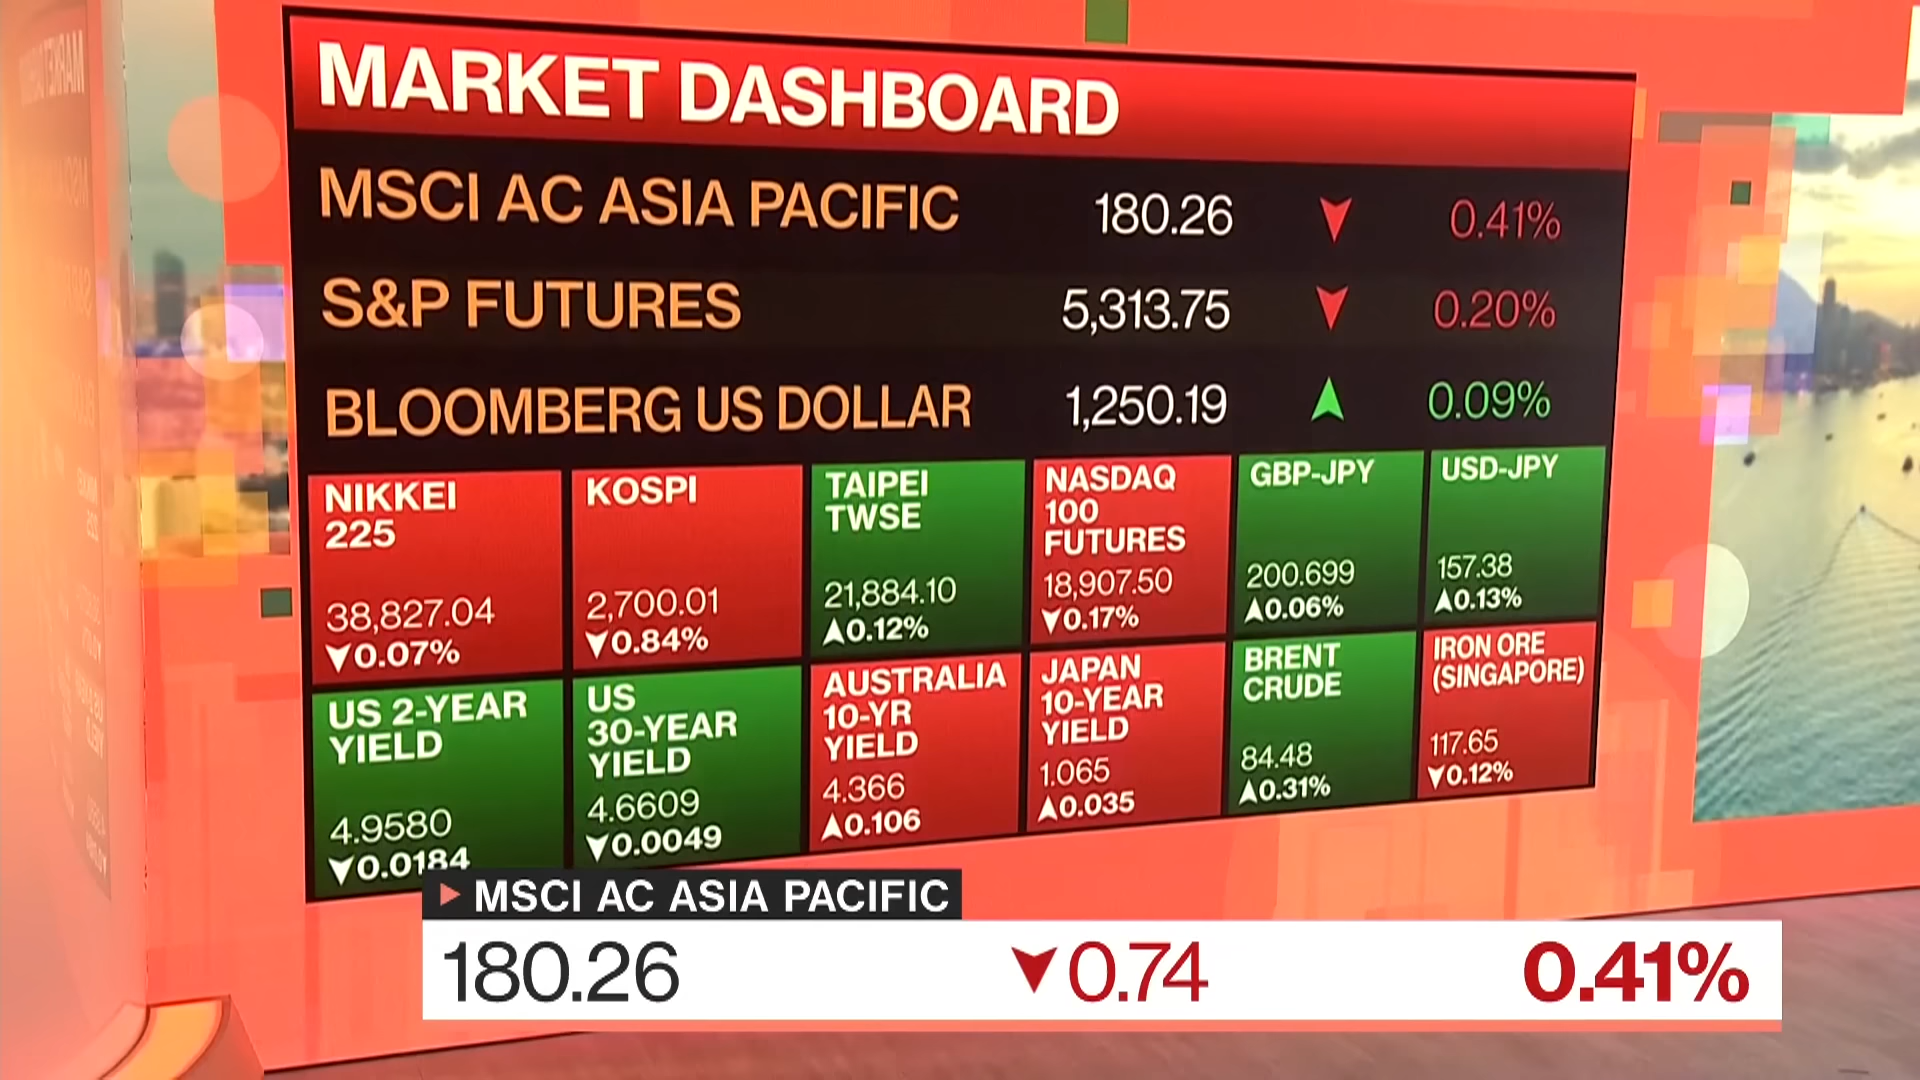 MARKET DASHBOARD
MSCI AC ASIA PACIFIC 180.26 ▼ 0.41%
S&P FUTURES 5,313.75 ▼ 0.20%
BLOOMBERG US DOLLAR 1,250.19 ▲ 0.09%
NIKKEI
225
38,827.04
▼0.07%
KOSPI
2,700.01
▼0.84%
TAIPEI
TWSE
21,884.10
▲0.12%
NASDAQ
100
FUTURES
18,907.50
▼0.17%
GBP-JPY
200.699
▲0.06%
USD-JPY
157.38
▲0.13%
US 2-YEAR
YIELD
4.9580
▼0.0184
US
30-YEAR
YIELD
4.6609
▼0.0049
AUSTRALIA
10-YR
YIELD
4.366
▲0.106
JAPAN
10-YEAR
YIELD
1.065
▲0.035
BRENT
CRUDE
84.48
▲0.31%
IRON ORE
(SINGAPORE)
117.65
▼0.12%
MSCI AC ASIA PACIFIC
180.26 ▼0.74 0.41%